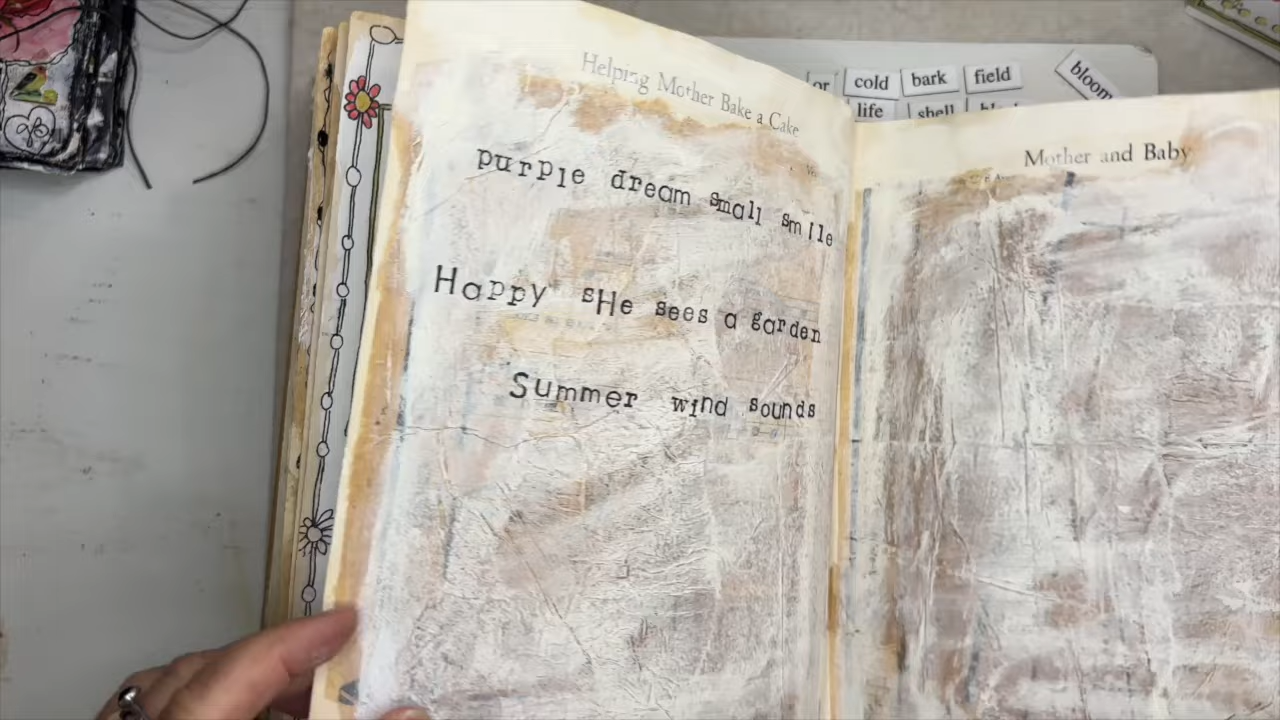 Helping Mother Bake a Cake
purple dream small smile
Happy sHe sees a garden
Summer wind sounds
Mother and Baby
or cold bark field
life shell
bloom